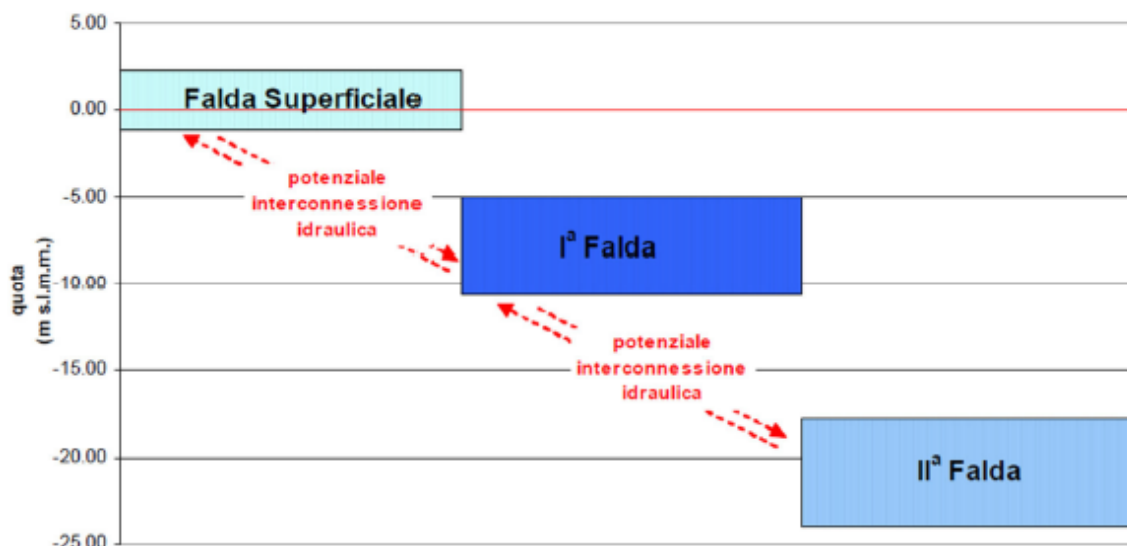 5.00
Falda Superficiale
0.00
potenziale
interconnessione
idraulica
-5.00
Iª Falda
quota
(m s.l.m.m.)
-10.00
potenziale
interconnessione
idraulica
-15.00
-20.00
IIª Falda
-25.00